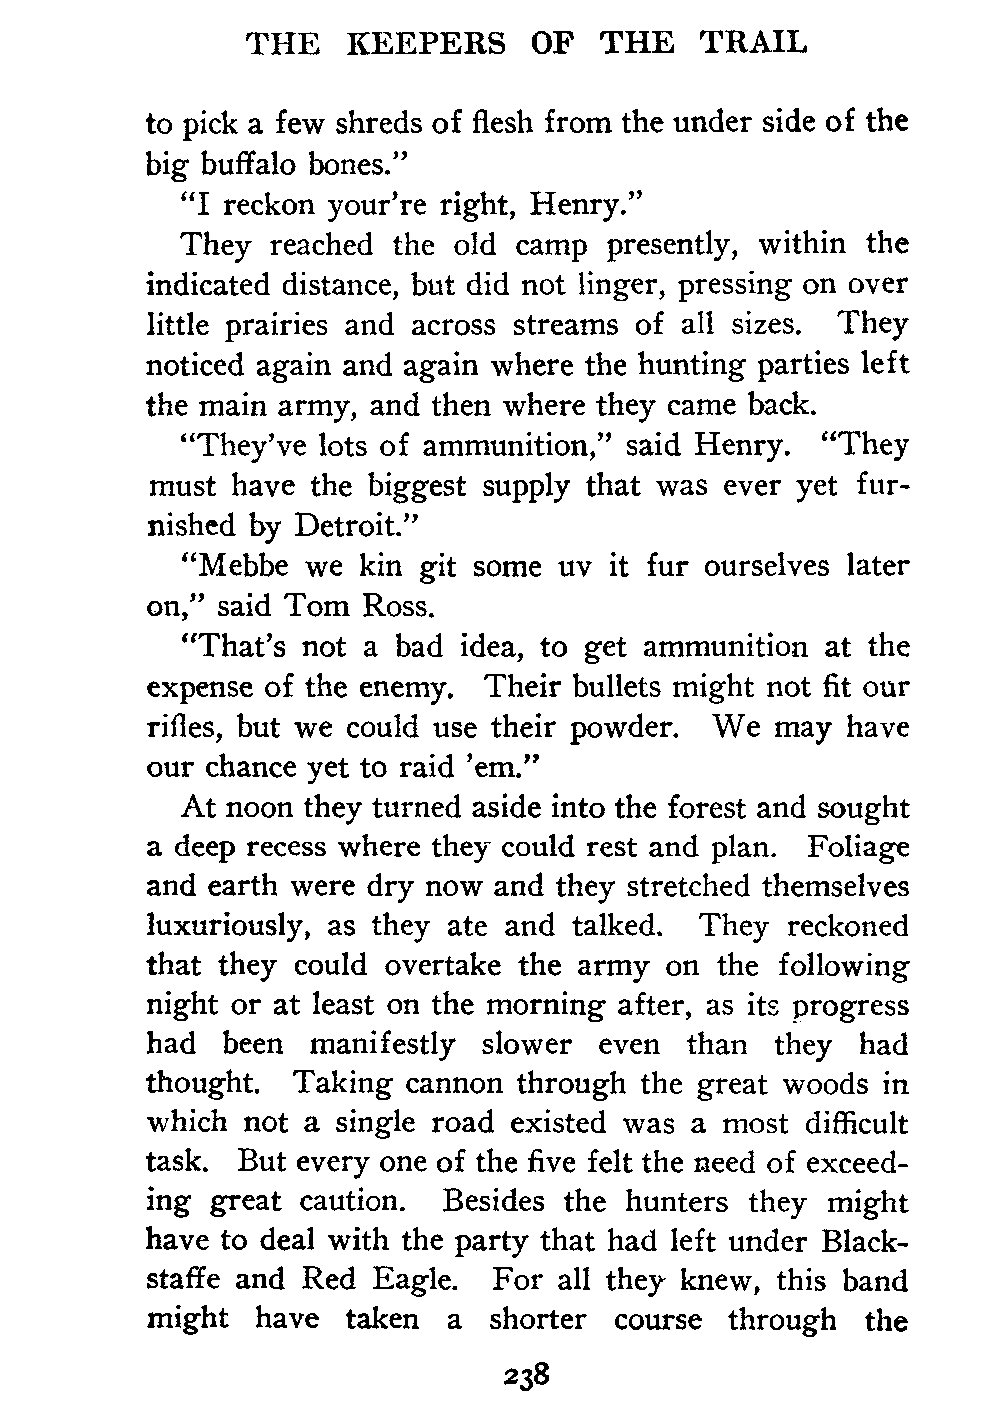 THE KEEPERS OF THE TRAIL
to pick a few shreds of flesh from the under side of the
big buffalo bones."
"I reckon your're right, Henry."
They reached the old camp presently, within the
indicated distance, but did not linger, pressing on over
little prairies and across streams of all sizes. They
noticed again and again where the hunting parties left
the main army, and then where they came back.
"They've lots of ammunition," said Henry. "They
must have the biggest supply that was ever yet fur-
nished by Detroit."
"Mebbe we kin git some uv it fur ourselves later
on," said Tom Ross.
"That's not a bad idea, to get ammunition at the
expense of the enemy. Their bullets might not fit our
rifles, but we could use their powder. We may have
our chance yet to raid 'em."
At noon they turned aside into the forest and sought
a deep recess where they could rest and plan. Foliage
and earth were dry now and they stretched themselves
luxuriously, as they ate and talked. They reckoned
that they could overtake the army on the following
night or at least on the morning after, as its progress
had been manifestly slower even than they had
thought. Taking cannon through the great woods in
which not a single road existed was a most difficult
task. But every one of the five felt the need of exceed-
ing great caution. Besides the hunters they might
have to deal with the party that had left under Black-
staffe and Red Eagle. For all they knew, this band
might have taken a shorter course through the
238